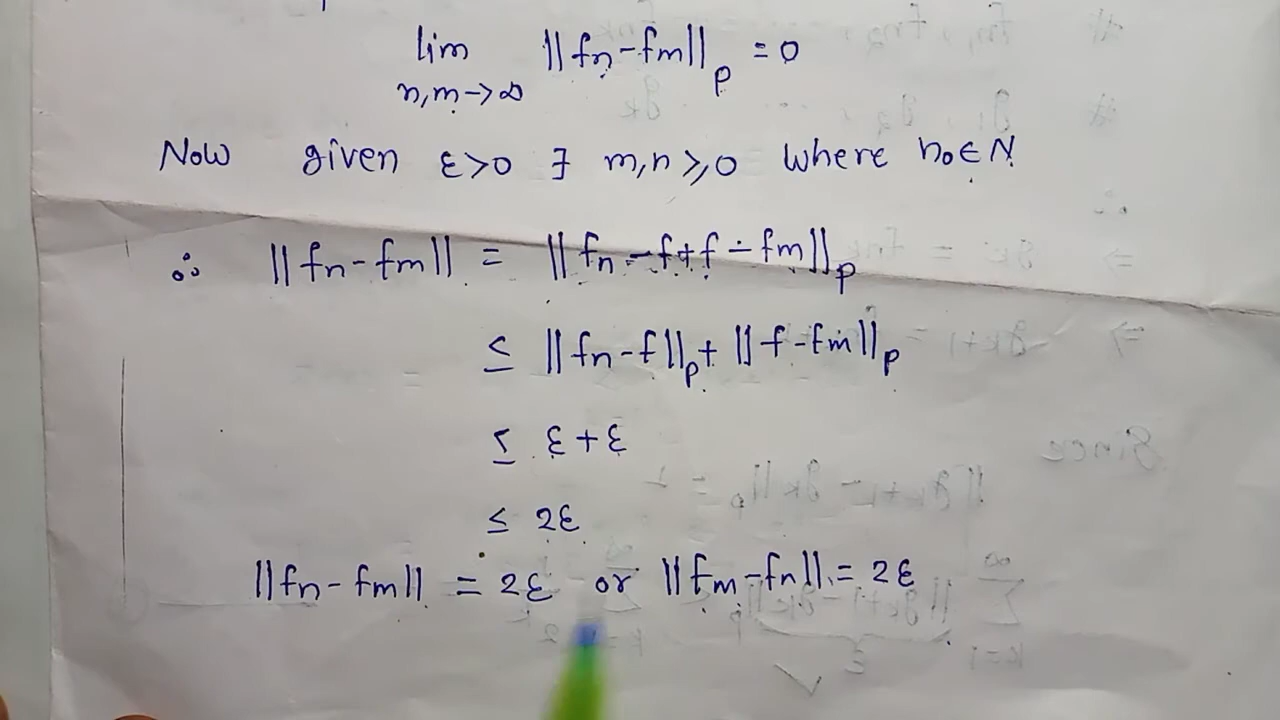 lim ||fn-fm||p = 0
n,m→∞
Now given ε>0 ∃ m,n ≥,0 where n₀∈N
∴ ||fn-fm|| = ||fn-f+f-fm||p
≤ ||fn-f||p + ||f-fm||p
≤ ε+ε
≤ 2ε
||fn-fm|| = 2ε or ||fm-fn|| = 2ε